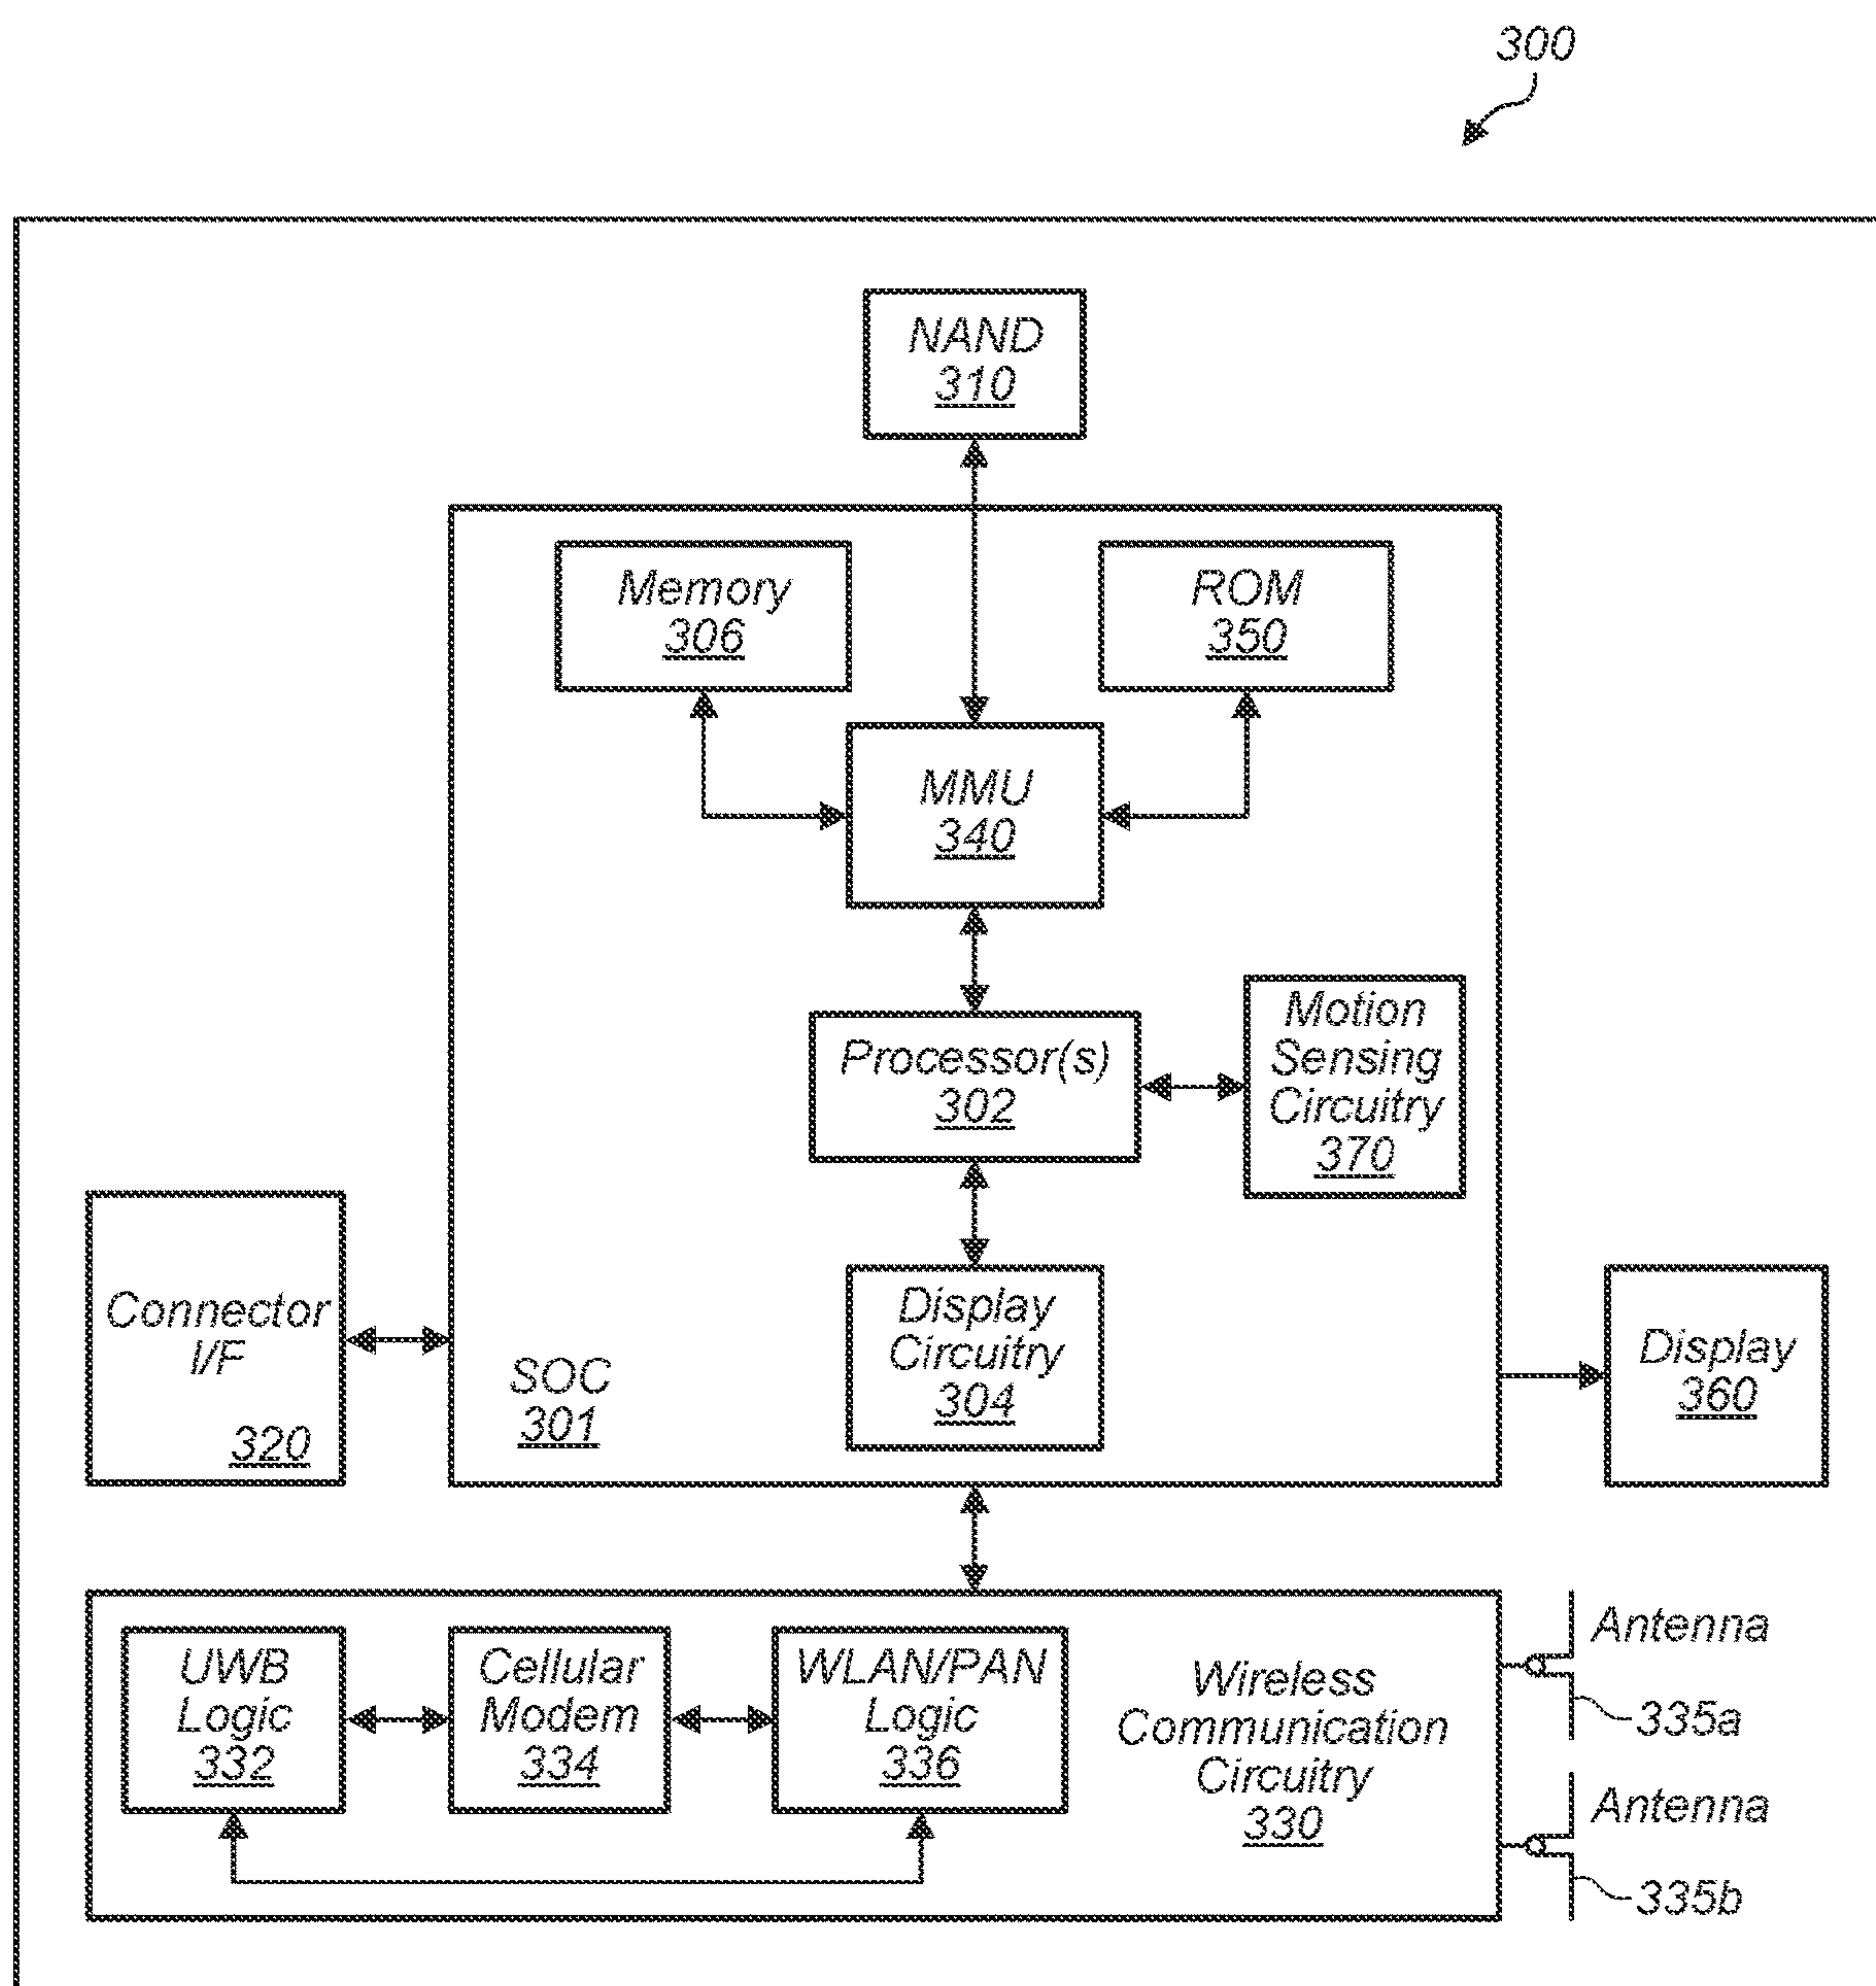 300
NAND
310
Memory
306
ROM
350
MMU
340
Processor(s)
302
Motion
Sensing
Circuitry
370
Connector
I/F
320
SOC
301
Display
Circuitry
304
Display
360
UWB
Logic
332
Cellular
Modem
334
WLAN/PAN
Logic
336
Wireless
Communication
Circuitry
330
Antenna
335a
Antenna
335b